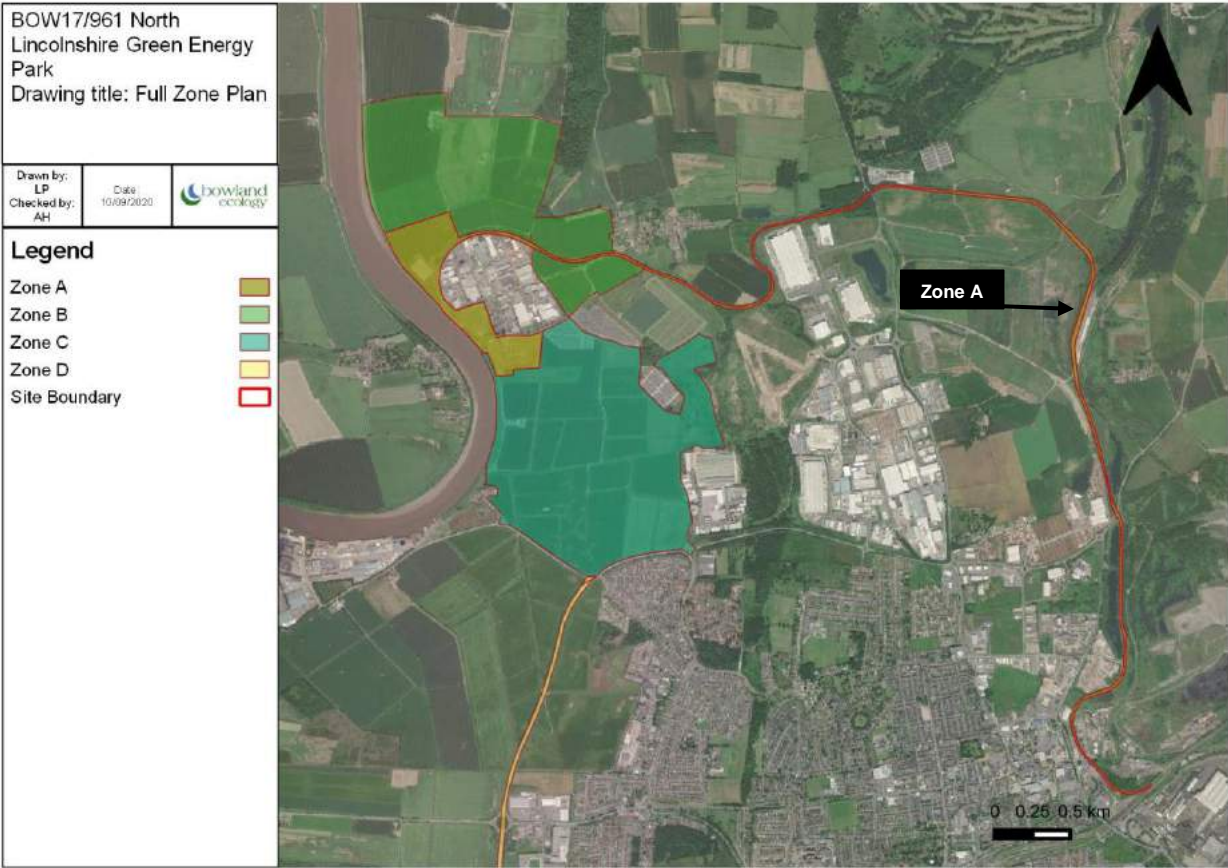 BOW17/961 North
Lincolnshire Green Energy
Park
Drawing title: Full Zone Plan
Drawn by:
LP
Checked by:
AH
Date
10/09/2020
bowland
ecology
Legend
Zone A
Zone B
Zone C
Zone D
Site Boundary
Zone A
0 0.25 0.5 km